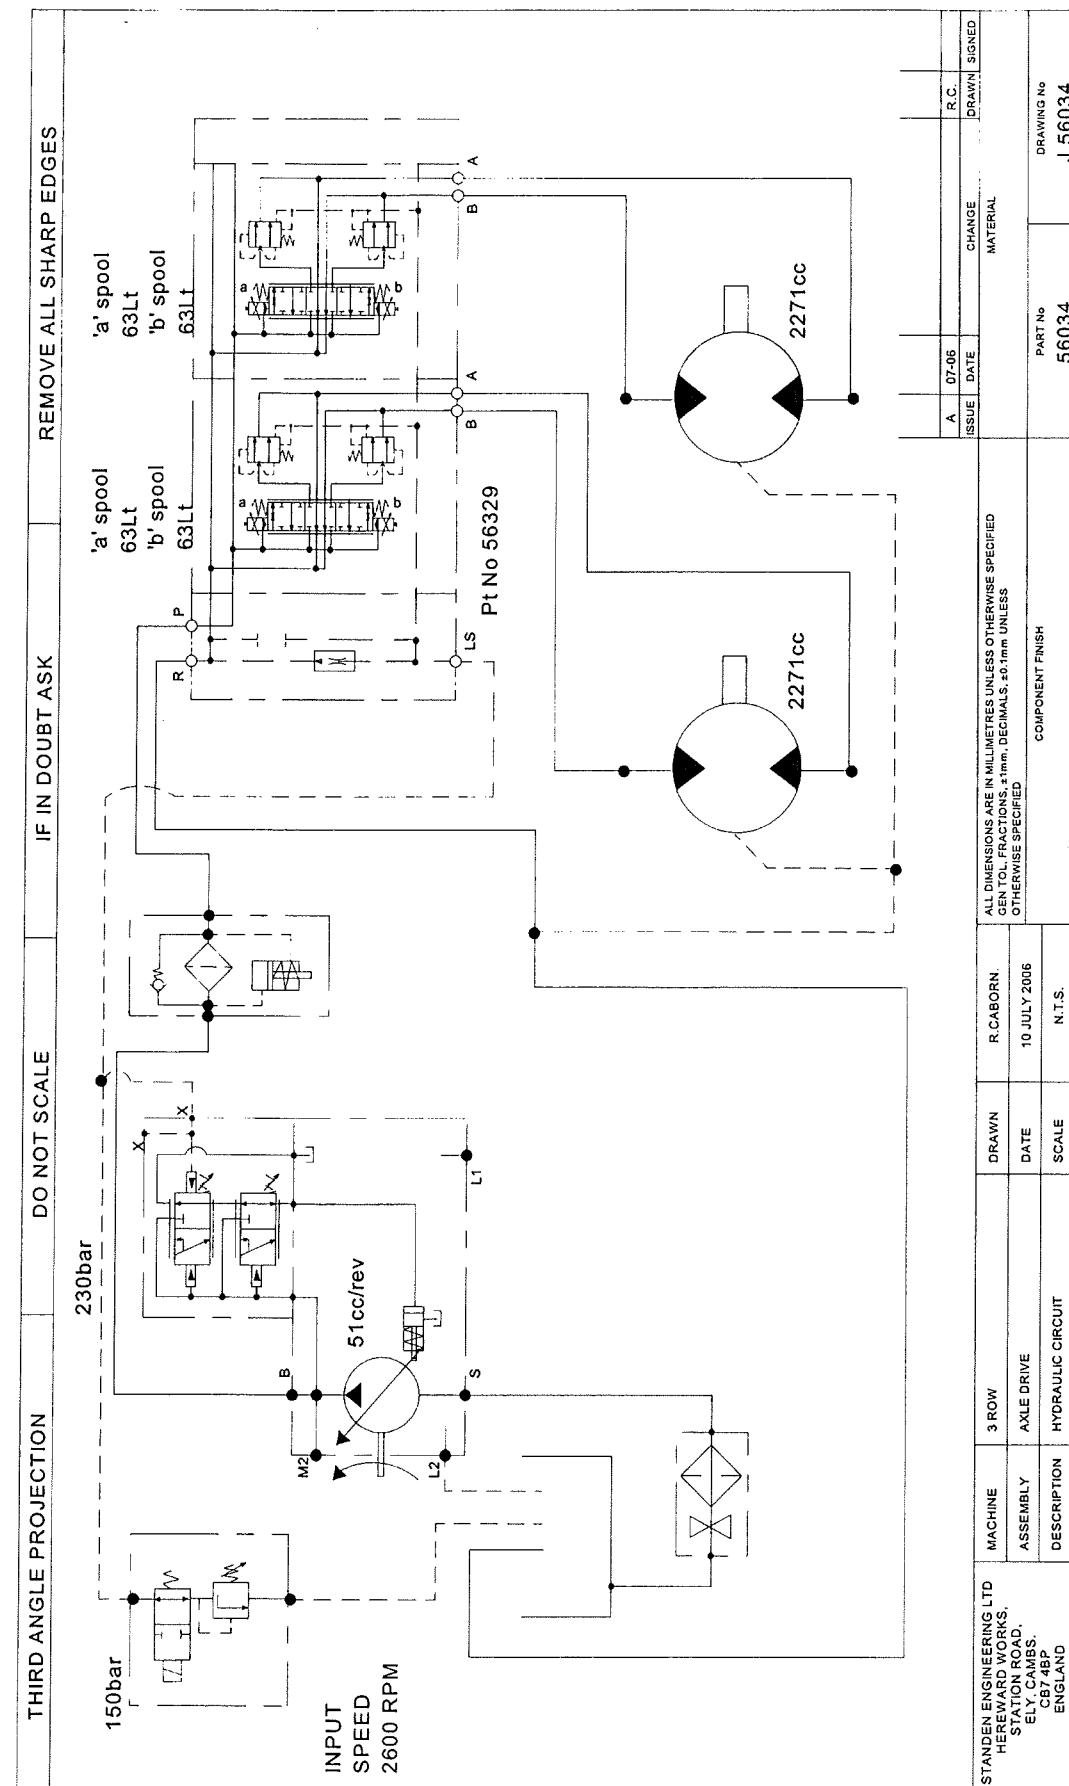 THIRD ANGLE PROJECTION
DO NOT SCALE
IF IN DOUBT ASK
REMOVE ALL SHARP EDGES
150bar
230bar
INPUT
SPEED
2600 RPM
M2
B
L2
S
51cc/rev
X
X
L1
R
P
LS
Pt No 56329
'a' spool
63Lt
'b' spool
63Lt
a
b
B
A
'a' spool
63Lt
'b' spool
63Lt
a
b
B
A
2271cc
2271cc
STANDEN ENGINEERING LTD
HEREWARD WORKS,
STATION ROAD,
ELY, CAMBS.
CB7 4BP
ENGLAND
MACHINE 3 ROW
ASSEMBLY AXLE DRIVE
DESCRIPTION HYDRAULIC CIRCUIT
DRAWN R.CABORN.
DATE 10 JULY 2006
SCALE N.T.S.
ALL DIMENSIONS ARE IN MILLIMETRES UNLESS OTHERWISE SPECIFIED
GEN TOL, FRACTIONS, ±1mm, DECIMALS, ±0.1mm UNLESS
OTHERWISE SPECIFIED
COMPONENT FINISH
A 07-06 R.C.
ISSUE DATE CHANGE DRAWN SIGNED
MATERIAL
PART No
56034
DRAWING No
J 56034